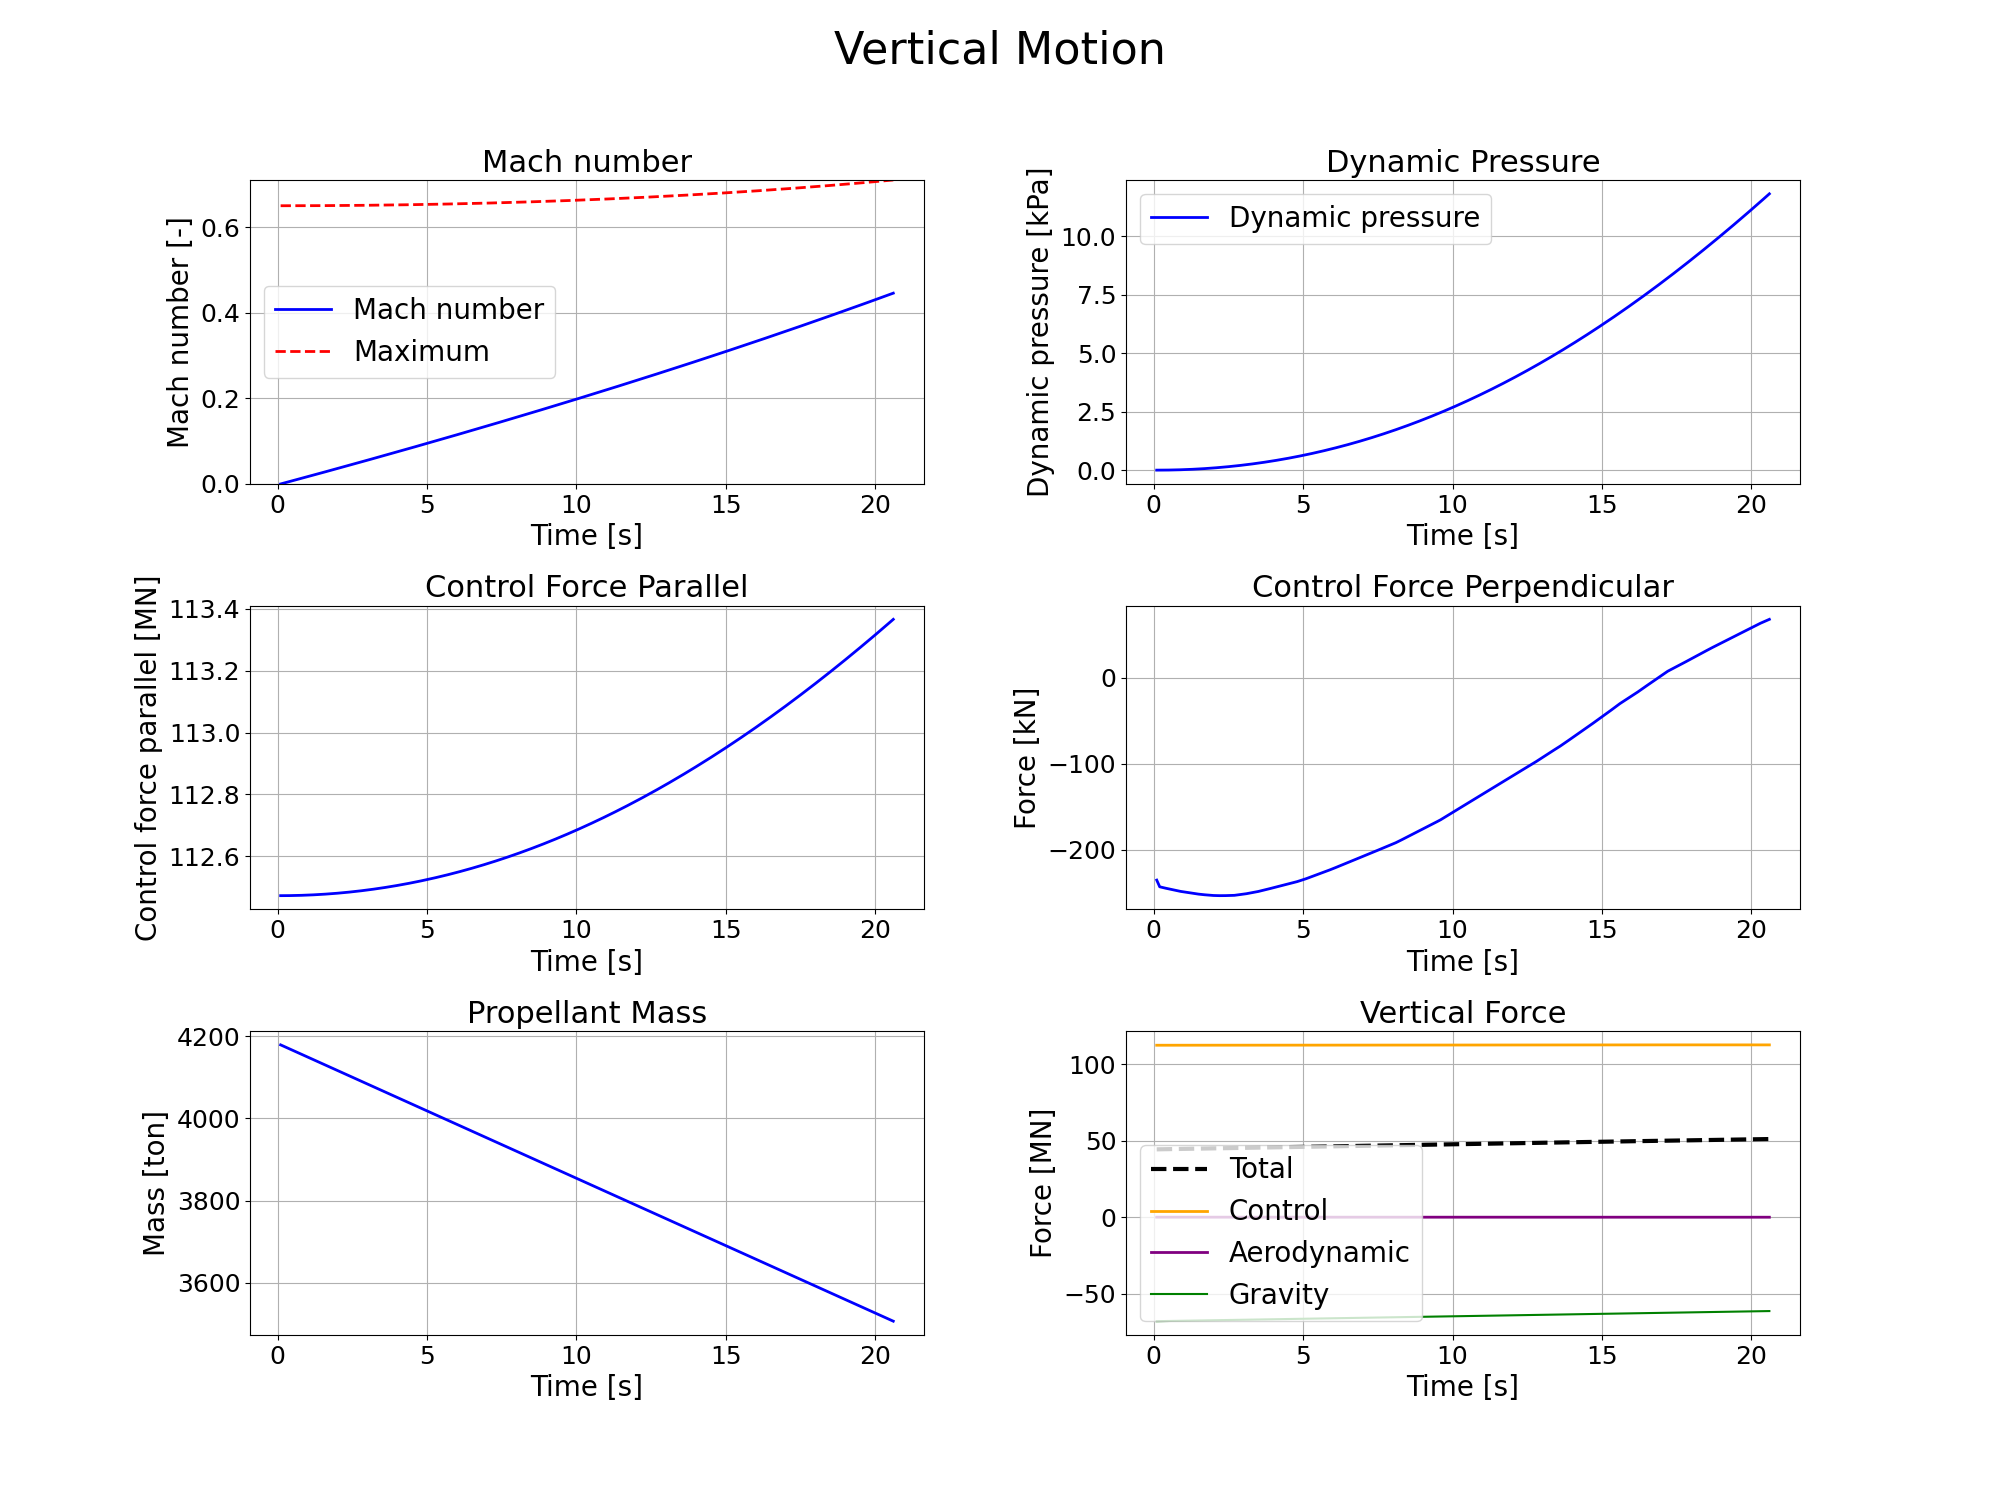 Vertical Motion
Mach number
Mach number [-]
0.6
0.4
0.2
0.0
Mach number
Maximum
0 5 10 15 20
Time [s]
Dynamic Pressure
Dynamic pressure [kPa]
10.0
7.5
5.0
2.5
0.0
Dynamic pressure
0 5 10 15 20
Time [s]
Control Force Parallel
Control force parallel [MN]
113.4
113.2
113.0
112.8
112.6
0 5 10 15 20
Time [s]
Control Force Perpendicular
Force [kN]
0
−100
−200
0 5 10 15 20
Time [s]
Propellant Mass
Mass [ton]
4200
4000
3800
3600
0 5 10 15 20
Time [s]
Vertical Force
Force [MN]
100
50
0
−50
Total
Control
Aerodynamic
Gravity
0 5 10 15 20
Time [s]